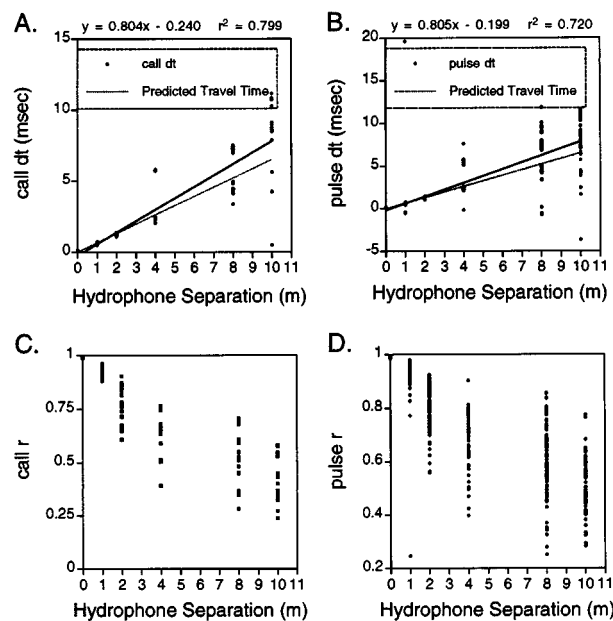 A.
y = 0.804x - 0.240 r² = 0.799
15
10
5
0
call dt (msec)
call dt
Predicted Travel Time
0 1 2 3 4 5 6 7 8 9 10 11
Hydrophone Separation (m)
B.
y = 0.805x - 0.199 r² = 0.720
20
15
10
5
0
-5
pulse dt (msec)
pulse dt
Predicted Travel Time
0 1 2 3 4 5 6 7 8 9 10 11
Hydrophone Separation (m)
C.
1
0.75
0.5
0.25
0
call r
0 1 2 3 4 5 6 7 8 9 10 11
Hydrophone Separation (m)
D.
1
0.8
0.6
0.4
0.2
pulse r
0 1 2 3 4 5 6 7 8 9 10 11
Hydrophone Separation (m)